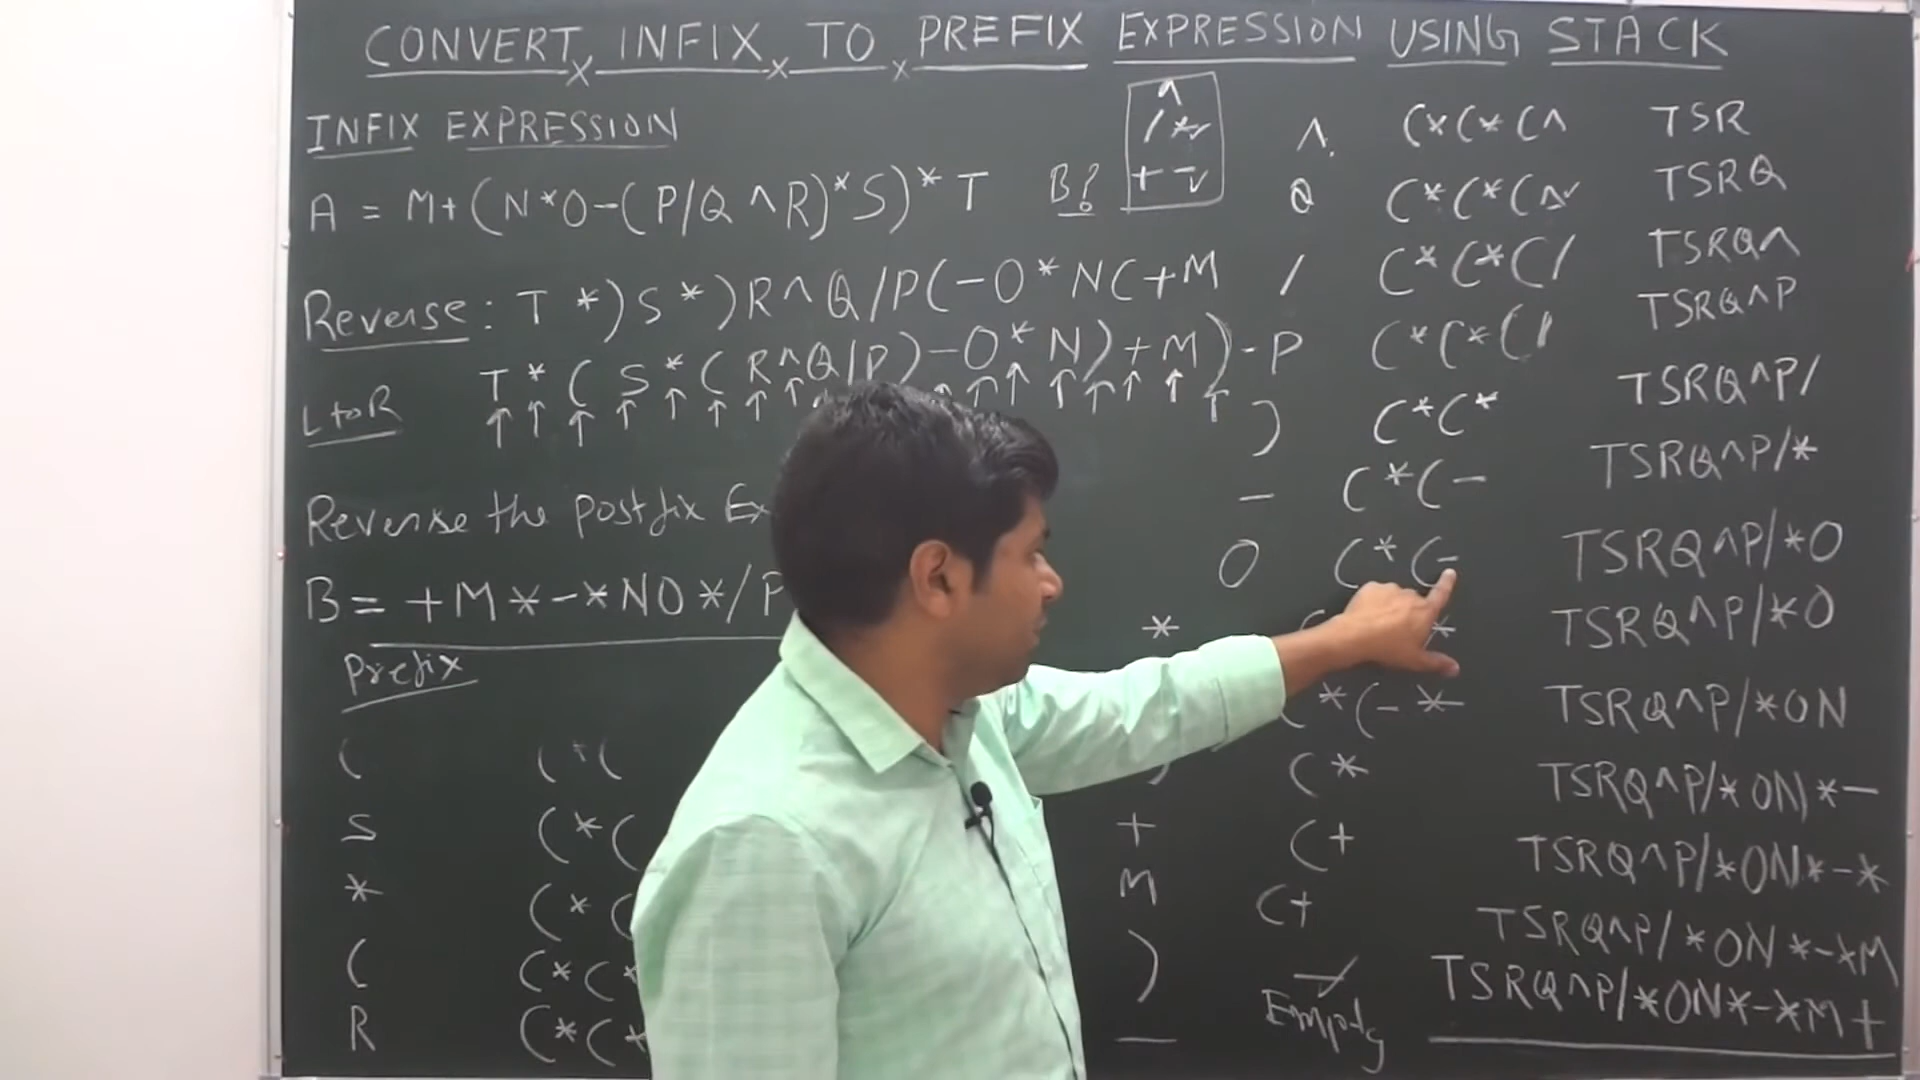 CONVERT INFIX TO PREFIX EXPRESSION USING STACK
INFIX EXPRESSION
A = M+(N*O-(P/Q^R)*S)*T B?
^
/ *
+ -
Reverse: T *)S*)R^Q/P(-O*N(+M
LtoR T * ( S * ( R^Q/P)-O*N)+M)-
Reverse the Postfix
B = +M*-*NO*/P
Prefix
( (*(
S (*(
* (*(
( (*(*
R (*(*
^ (*(*(^ TSR
Q (*(*(^ TSRQ
/ (*(*(/ TSRQ^
P (*(*(/ TSRQ^P
) (*(* TSRQ^P/
- (*(- TSRQ^P/*
O (*(- TSRQ^P/*O
* TSRQ^P/*O
(*(-* TSRQ^P/*ON
) (* TSRQ^P/*ON*-
+ (+ TSRQ^P/*ON*-*
M (+ TSRQ^P/*ON*-*M
) Empty TSRQ^P/*ON*-*M+